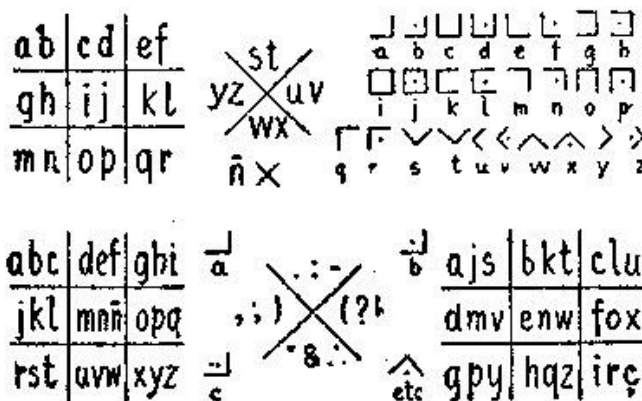 ab cd ef
gh ij kl
mn op qr
st
yz uv
wx
ñ
a b c d e f g h
i j k l m n o p
q r s t u v w x y z
abc def ghi
jkl mnñ opq
rst uvw xyz
a
. : -
, ; )
&
c
b
etc
ajs bkt clu
dmv enw fox
gpy hqz irç